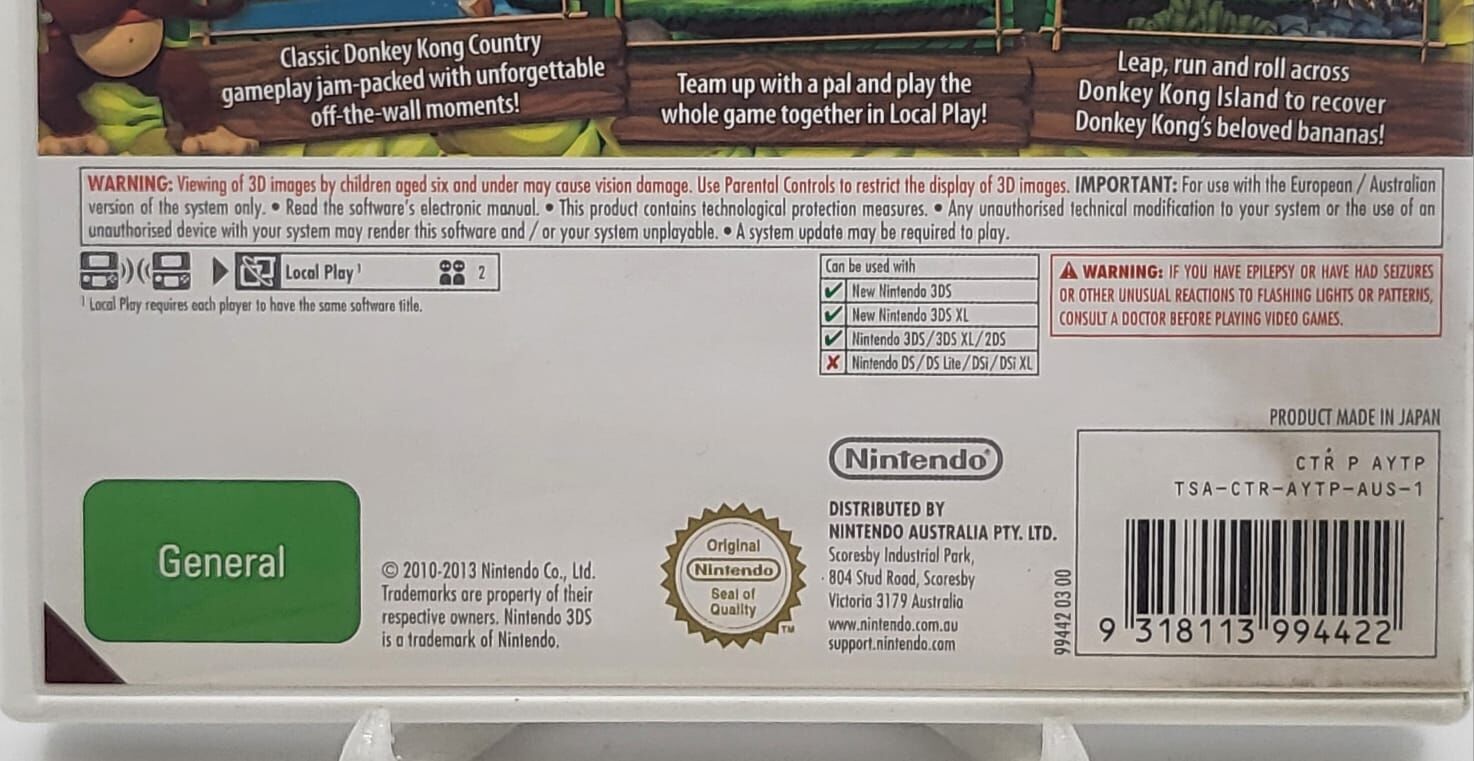 Classic Donkey Kong Country
gameplay jam-packed with unforgettable
off-the-wall moments!
Team up with a pal and play the
whole game together in Local Play!
Leap, run and roll across
Donkey Kong Island to recover
Donkey Kong's beloved bananas!
WARNING: Viewing of 3D images by children aged six and under may cause vision damage. Use Parental Controls to restrict the display of 3D images. IMPORTANT: For use with the European / Australian
version of the system only. • Read the software's electronic manual. • This product contains technological protection measures. • Any unauthorised technical modification to your system or the use of an
unauthorised device with your system may render this software and / or your system unplayable. • A system update may be required to play.
Local Play¹ 2
¹ Local Play requires each player to have the same software title.
Can be used with
✓ New Nintendo 3DS
✓ New Nintendo 3DS XL
✓ Nintendo 3DS/3DS XL/2DS
✗ Nintendo DS/DS Lite/DSi/DSi XL
WARNING: IF YOU HAVE EPILEPSY OR HAVE HAD SEIZURES
OR OTHER UNUSUAL REACTIONS TO FLASHING LIGHTS OR PATTERNS,
CONSULT A DOCTOR BEFORE PLAYING VIDEO GAMES.
General
© 2010-2013 Nintendo Co., Ltd.
Trademarks are property of their
respective owners. Nintendo 3DS
is a trademark of Nintendo.
Original
Nintendo
Seal of
Quality
TM
Nintendo®
DISTRIBUTED BY
NINTENDO AUSTRALIA PTY. LTD.
Scoresby Industrial Park,
804 Stud Road, Scoresby
Victoria 3179 Australia
www.nintendo.com.au
support.nintendo.com
PRODUCT MADE IN JAPAN
CTR P AYTP
TSA-CTR-AYTP-AUS-1
99442 03 00
9 318113 994422